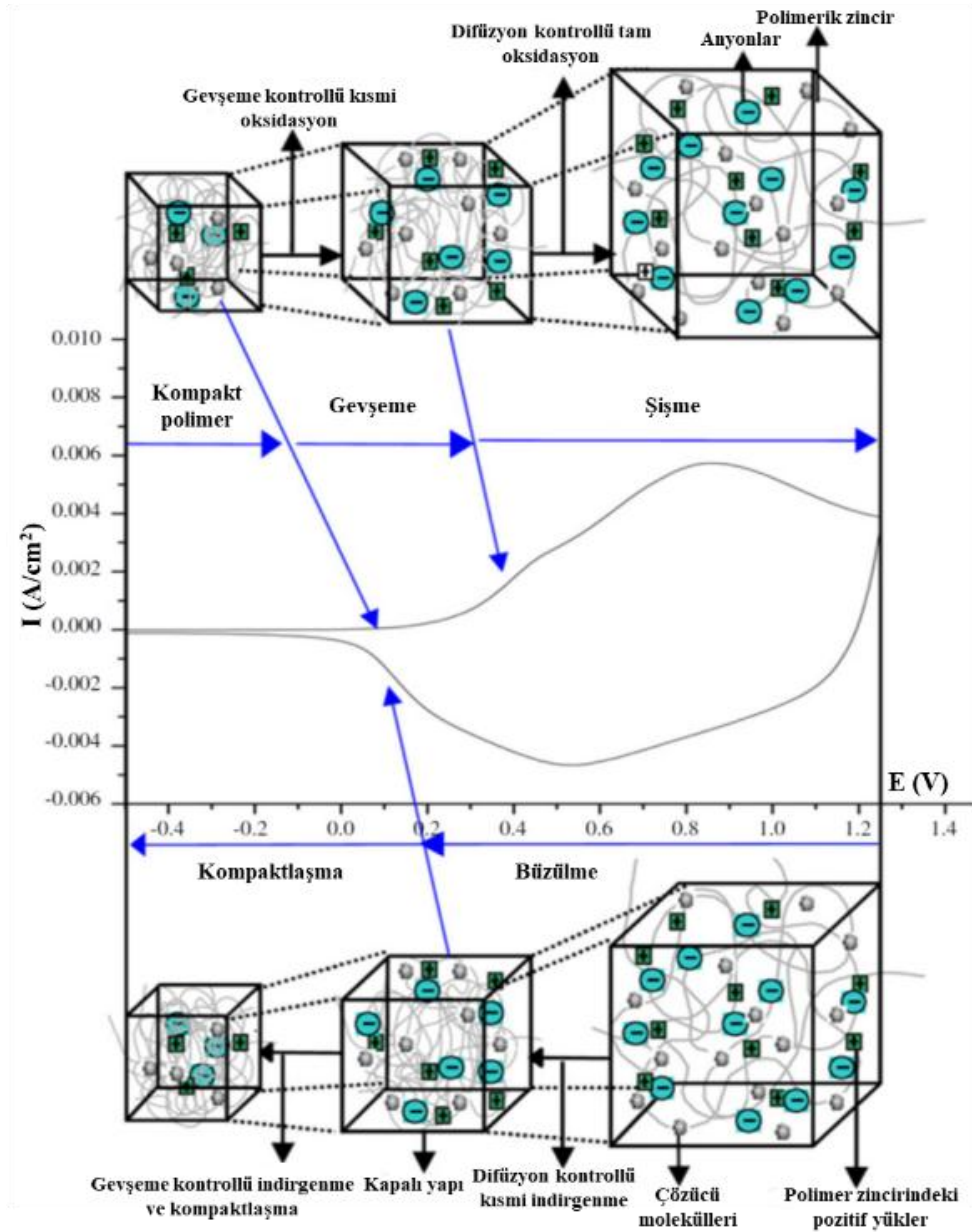 Polimerik zincir
Anyonlar
Difüzyon kontrollü tam
oksidasyon
Gevşeme kontrollü kısmi
oksidasyon
0.010
0.008
0.006
0.004
0.002
0.000
-0.002
-0.004
-0.006
I (A/cm²)
Kompakt
polimer
Gevşeme
Şişme
E (V)
-0.4
-0.2
0.0
0.2
0.4
0.6
0.8
1.0
1.2
1.4
Kompaktlaşma
Büzülme
Gevşeme kontrollü indirgenme
ve kompaktlaşma
Kapalı yapı
Difüzyon kontrollü
kısmi indirgenme
Çözücü
molekülleri
Polimer zincirindeki
pozitif yükler